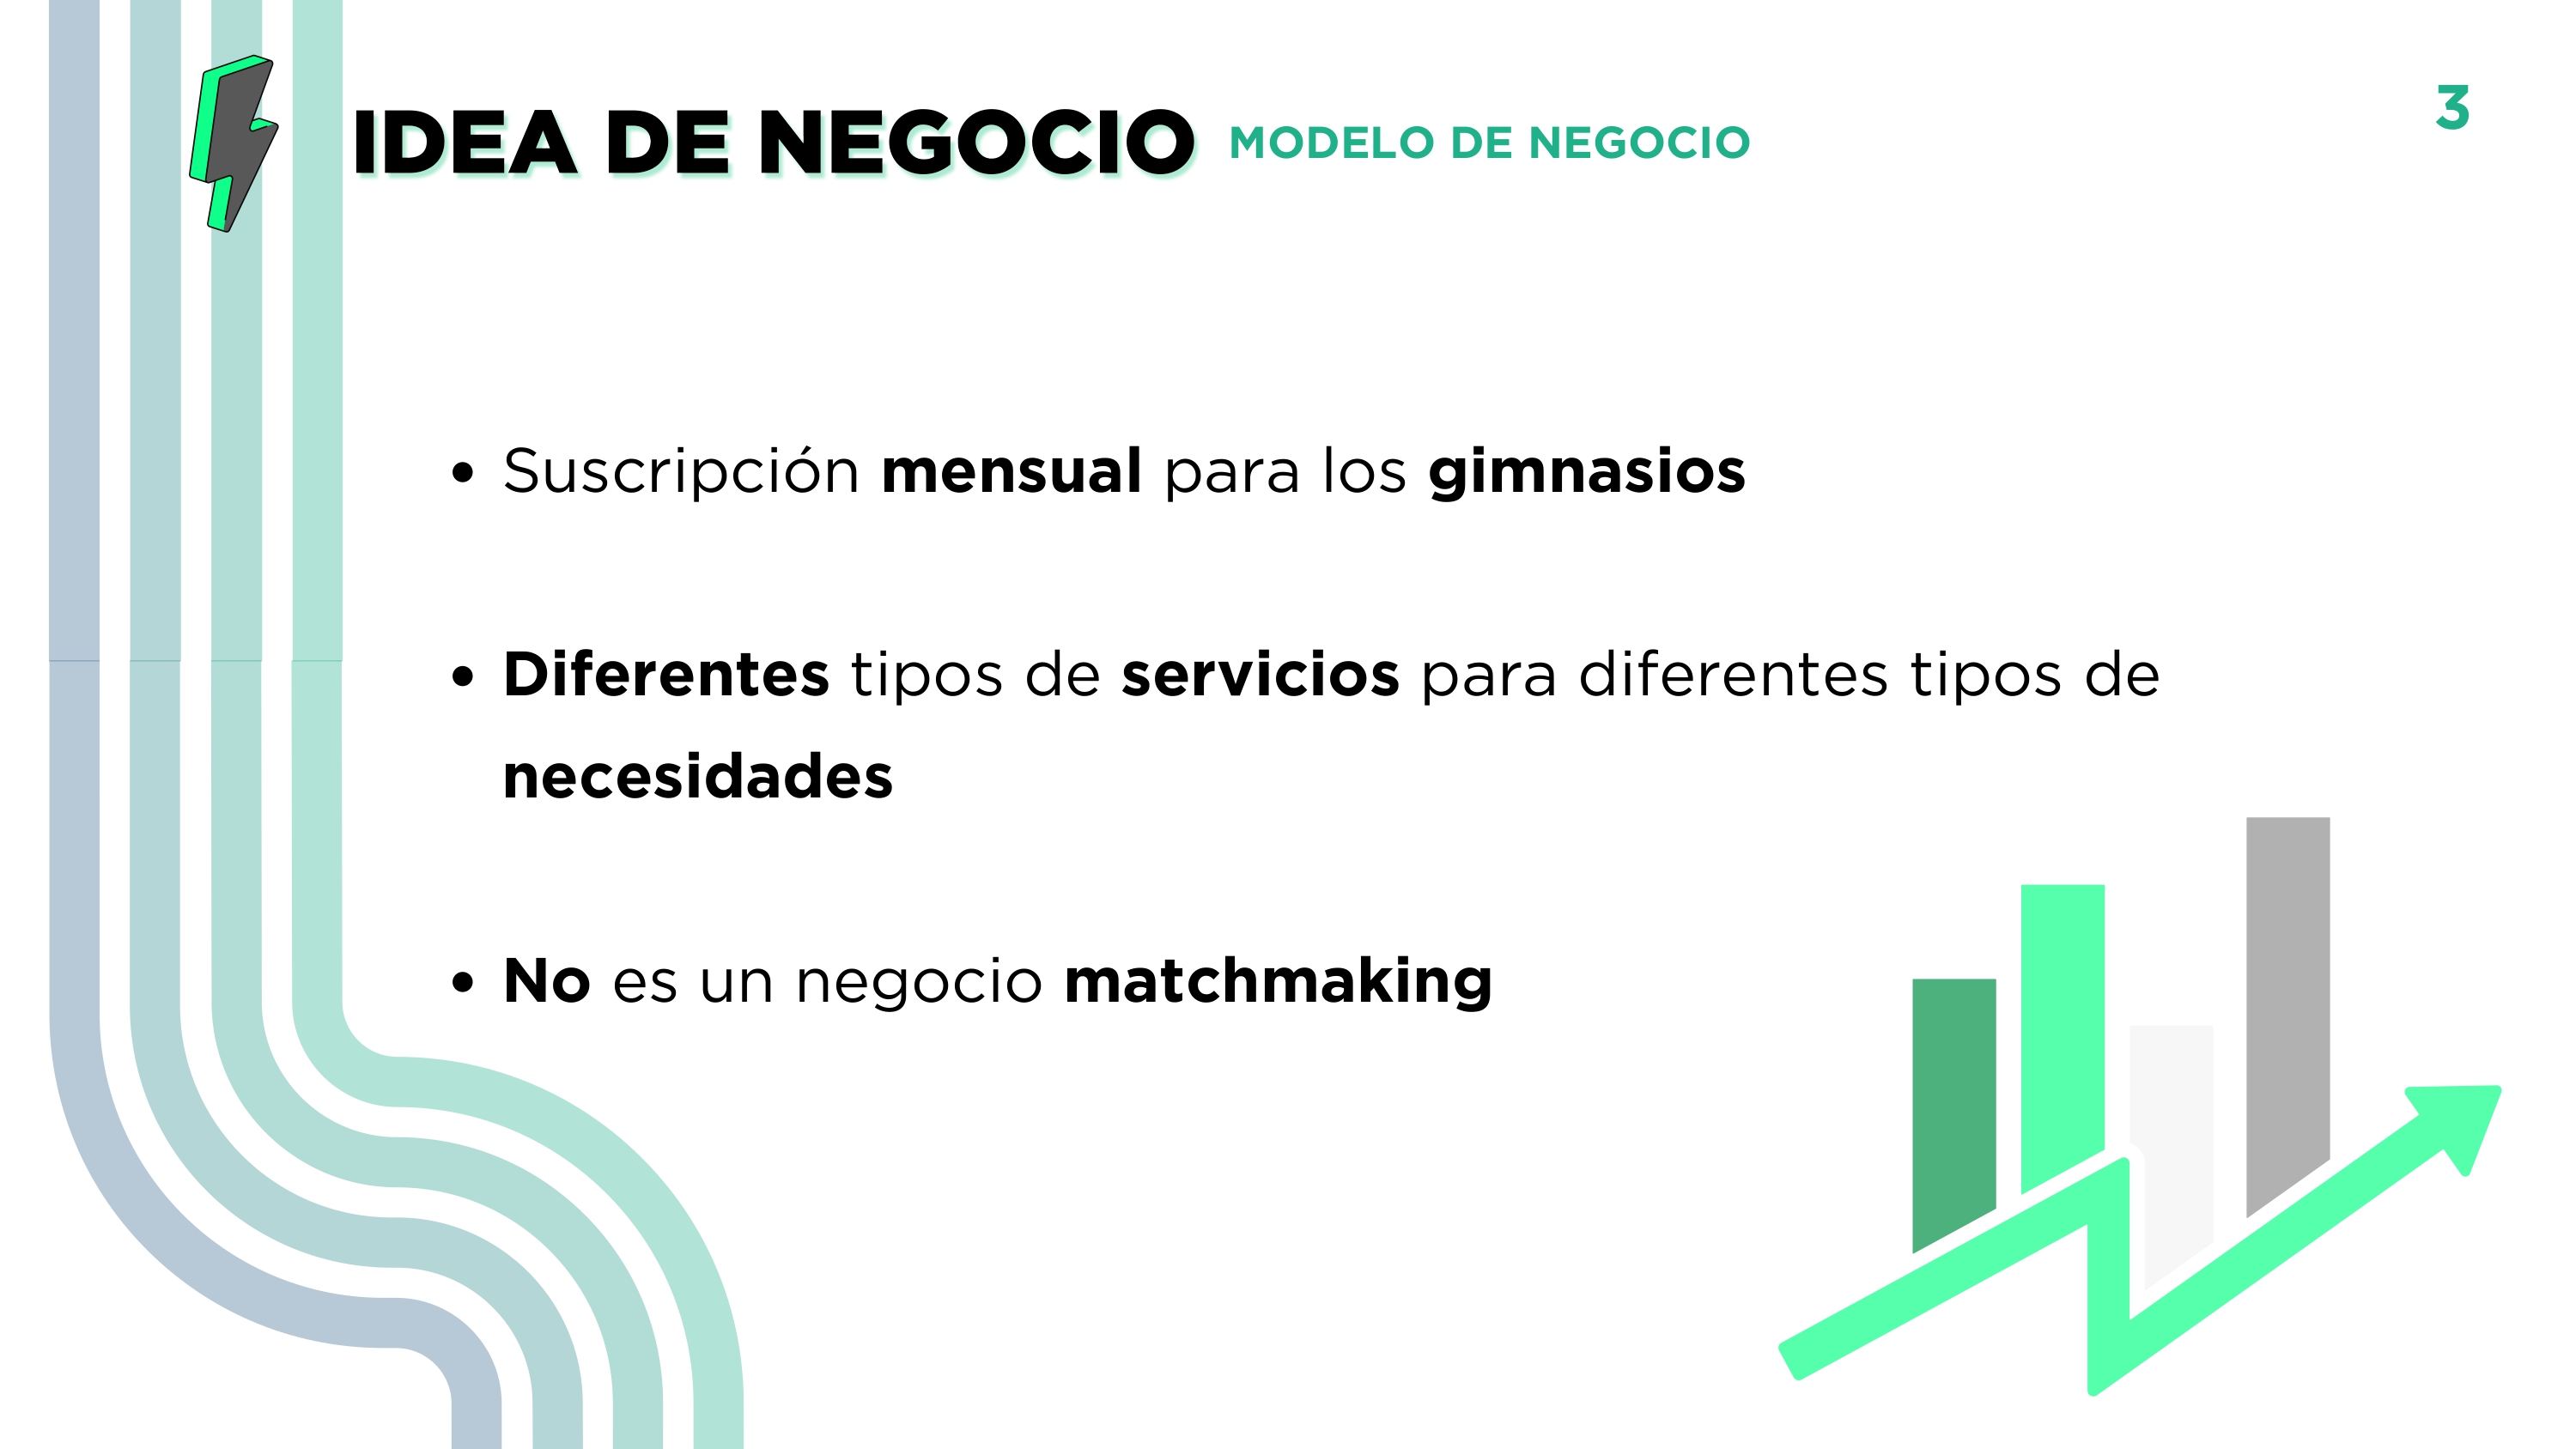 IDEA DE NEGOCIO MODELO DE NEGOCIO
3
• Suscripción mensual para los gimnasios
• Diferentes tipos de servicios para diferentes tipos de
necesidades
• No es un negocio matchmaking